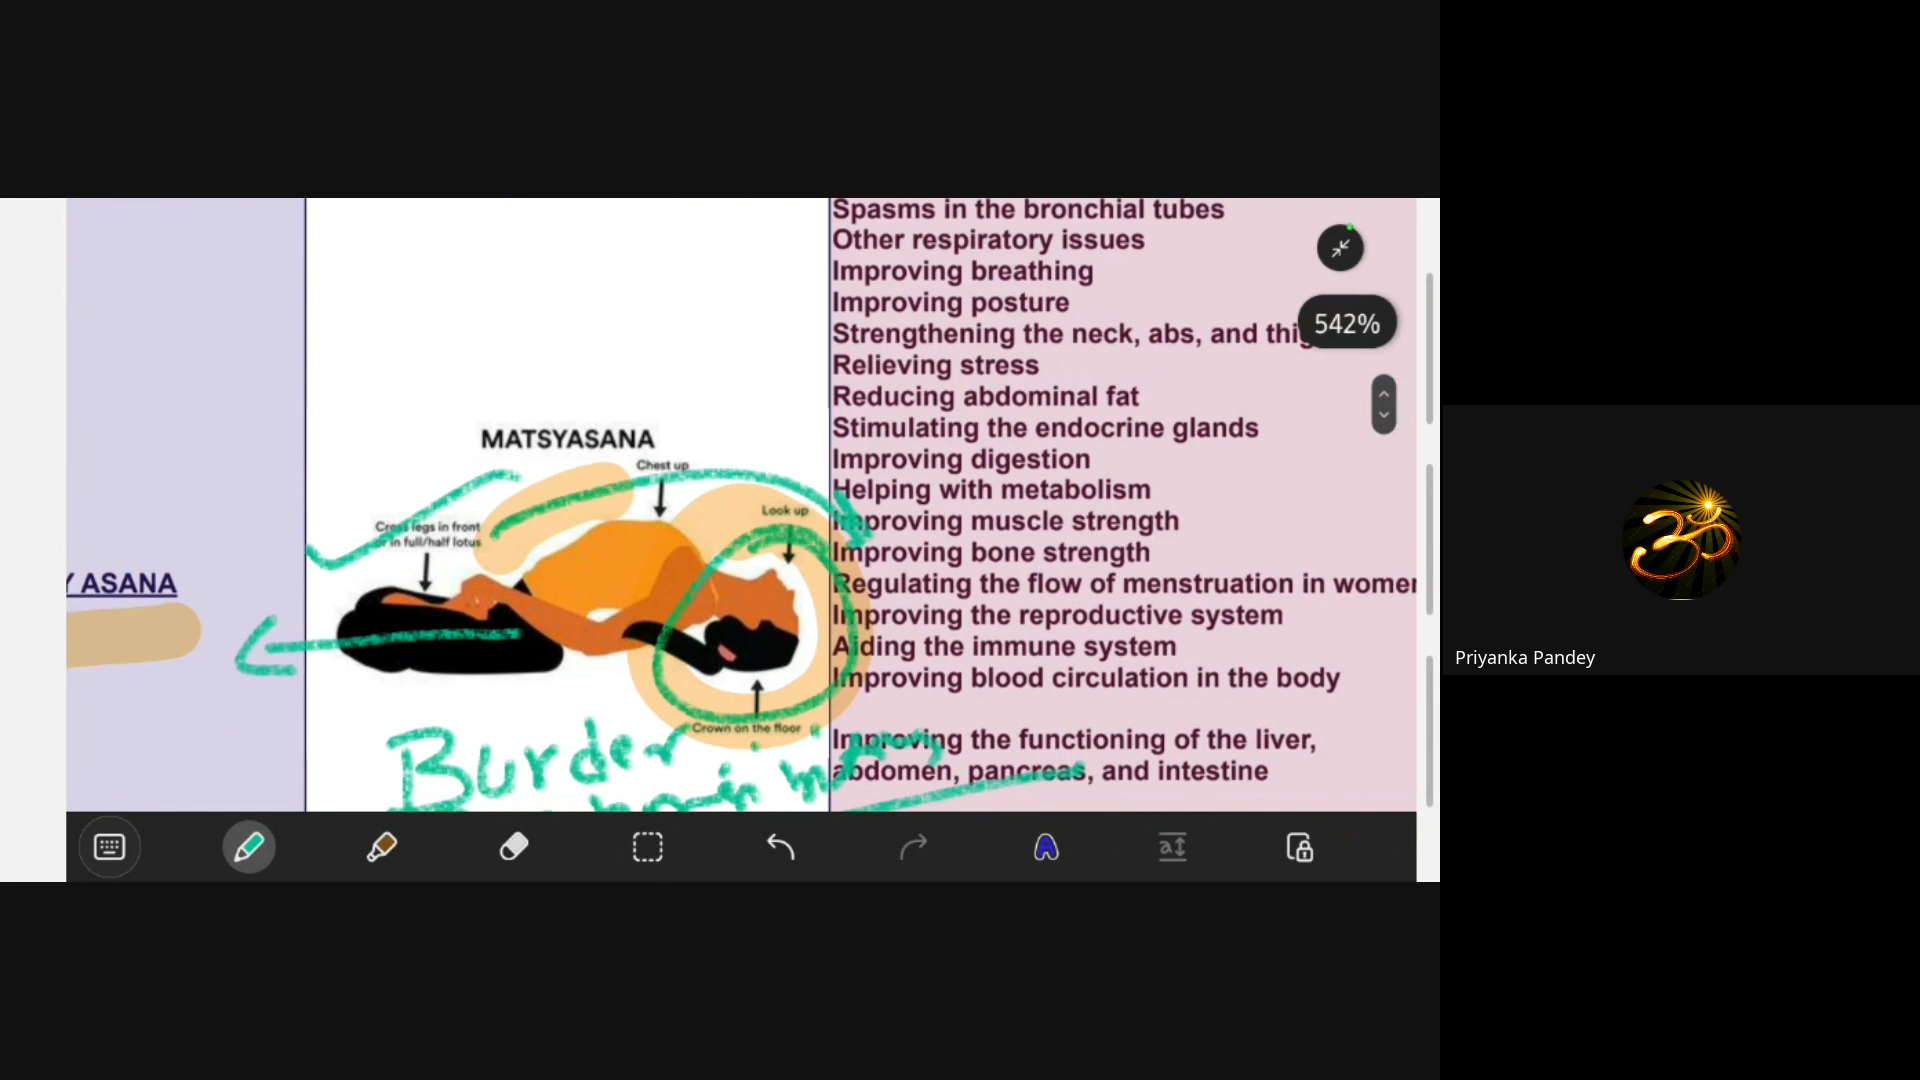 Spasms in the bronchial tubes
Other respiratory issues
Improving breathing
Improving posture
Strengthening the neck, abs, and
542%
Relieving stress
Reducing abdominal fat
Stimulating the endocrine glands
Improving digestion
Helping with metabolism
Improving muscle strength
Improving bone strength
Regulating the flow of menstruation in
Improving the reproductive system
Aiding the immune system
Improving blood circulation in the body
Improving the functioning of the liver,
abdomen, pancreas, and intestine
MATSYASANA
Chest up
Look up
Cross legs in front
or in full/half lotus
Crown on the floor
Burder
Y ASANA
Priyanka Pandey